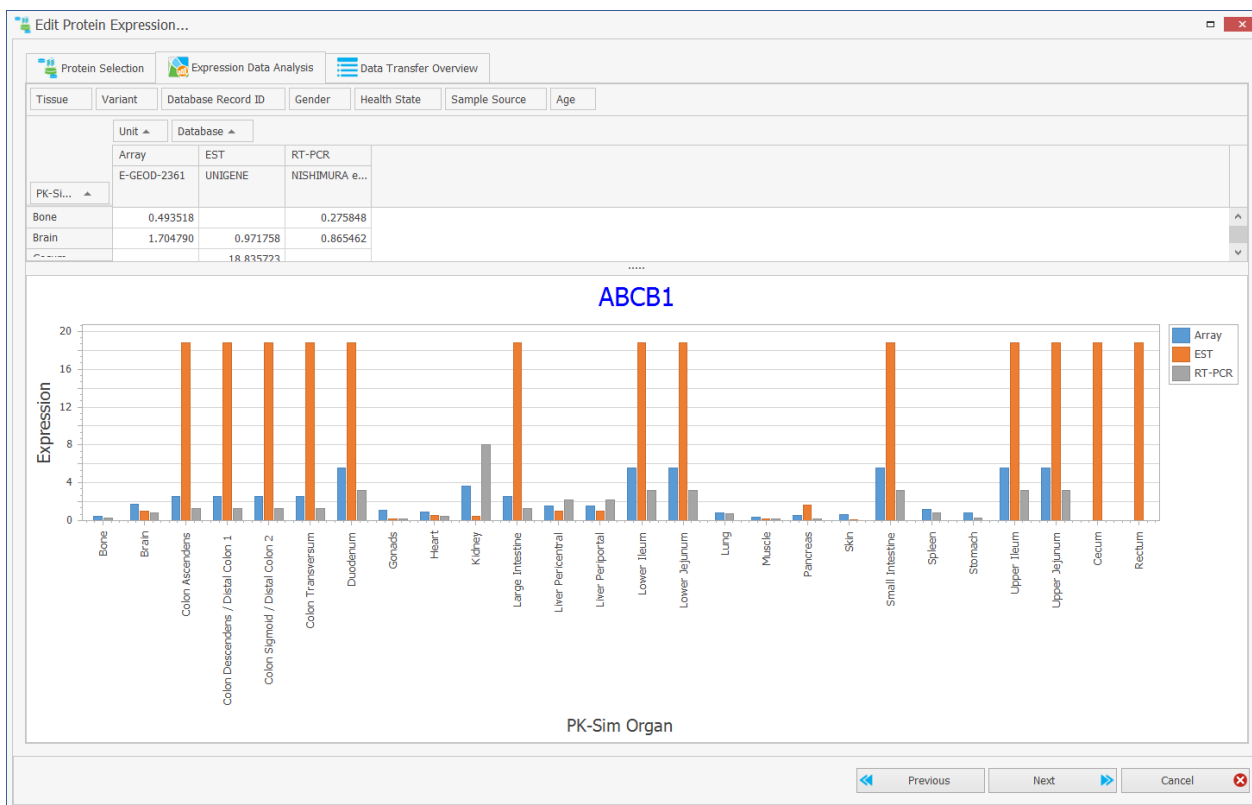 Edit Protein Expression...
Protein Selection Expression Data Analysis Data Transfer Overview
Tissue Variant Database Record ID Gender Health State Sample Source Age
Unit Database
Array EST RT-PCR
E-GEOD-2361 UNIGENE NISHIMURA e...
PK-Si...
Bone 0.493518 0.275848
Brain 1.704790 0.971758 0.865462
Cecum 18.835723
ABCB1
Array
EST
RT-PCR
Expression
20
16
12
8
4
0
Bone
Brain
Colon Ascendens
Colon Descendens / Distal Colon 1
Colon Sigmoid / Distal Colon 2
Colon Transversum
Duodenum
Gonads
Heart
Kidney
Large Intestine
Liver Pericentral
Liver Periportal
Lower Ileum
Lower Jejunum
Lung
Muscle
Pancreas
Skin
Small Intestine
Spleen
Stomach
Upper Ileum
Upper Jejunum
Cecum
Rectum
PK-Sim Organ
Previous Next Cancel